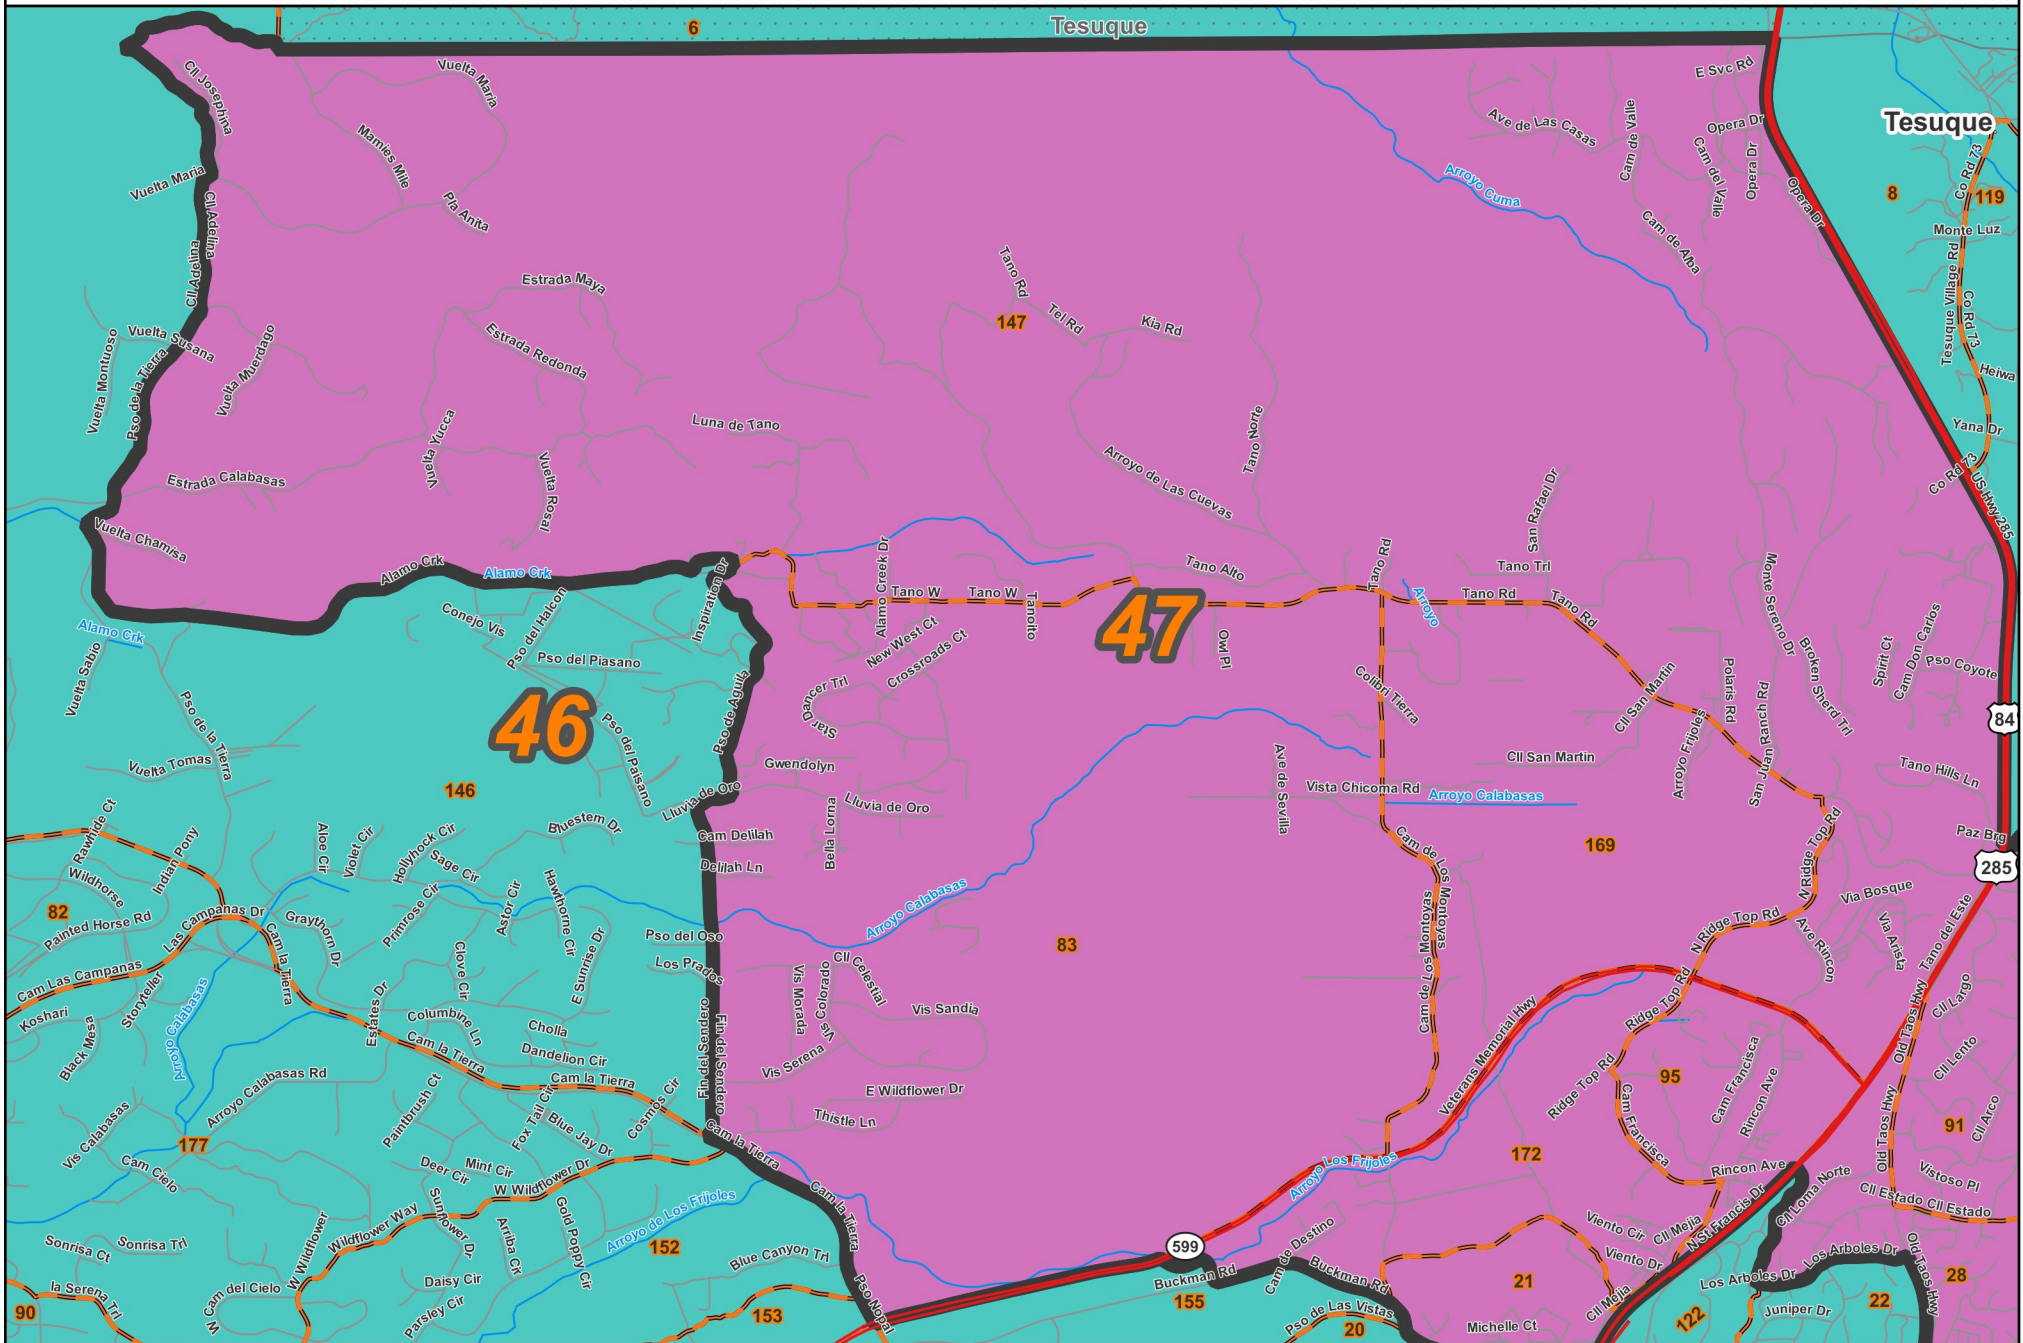 6
Tesuque
Cll Josephina
Vuelta Maria
E Svc Rd
Mamies Mile
Ave de Las Casas
Cam de Valle
Opera Dr
Tesuque
Vuelta Maria
Cll Adelina
Pla Anita
Arroyo Cuma
Cam del Valle
Opera Dr
Opera Dr
8
Co Rd 73
119
Cll Adelina
Estrada Maya
Tano Rd
Cam de Alba
Monte Luz
Tesuque Village Rd
Co Rd 73
Vuelta Montuoso
Vuelta Susana
Pso de la Tierra
Vuelta Muerdago
Estrada Redonda
147
Tel Rd
Kia Rd
Heiwa
Vuelta Yucca
Luna de Tano
Tano Norte
Yana Dr
Estrada Calabasas
Vuelta Rosal
Arroyo de Las Cuevas
San Rafael Dr
Co Rd 73
US Hwy 285
Vuelta Chamisa
Alamo Crk
Alamo Crk
Inspiration Dr
Alamo Creek Dr
Tano W
Tano W
Tanoito
Tano Alto
Tano Rd
Arroyo
Tano Trl
Tano Rd
Tano Rd
Monte Sereno Dr
Alamo Crk
Vuelta Sabio
Conejo Vis
Pso del Halcon
Pso del Piasano
New West Ct
Crossroads Ct
47
Owl Pl
Colibri Tierra
Cll San Martin
Polaris Rd
Broken Sherd Trl
Spirit Ct
Cam Don Carlos
Pso Coyote
46
Pso de la Tierra
Pso del Paisano
Pso de Aguila
Star Dancer Trl
Arroyo Frijoles
San Juan Ranch Rd
84
Vuelta Tomas
146
Gwendolyn
Lluvia de Oro
Lluvia de Oro
Bella Lorna
Ave de Sevilla
Vista Chicoma Rd
Arroyo Calabasas
Cll San Martin
Tano Hills Ln
Rawhide Ct
Indian Pony
Aloe Cir
Violet Cir
Hollyhock Cir
Bluestem Dr
Cam Delilah
Delilah Ln
Cam de Los Montoyas
169
N Ridge Top Rd
Paz Brg
285
Wildhorse
Sage Cir
82
Painted Horse Rd
Las Campanas Dr
Graythorn Dr
Primrose Cir
Astor Cir
Hawthorne Cir
Arroyo Calabasas
83
Cam de Los Montoyas
N Ridge Top Rd
Via Bosque
Via Arista
Ave Rincon
Tano del Este
Cam Las Campanas
Cam la Tierra
Clove Cir
E Sunrise Dr
Pso del Oso
Los Prados
Vis Morada
Vis Colorado
Cll Celestial
Koshari
Storyteller
Arroyo Calabasas
Estates Dr
Columbine Ln
Cholla
Vis Sandia
Veterans Memorial Hwy
Ridge Top Rd
Old Taos Hwy
Cll Largo
Black Mesa
Cam la Tierra
Dandelion Cir
Cam la Tierra
Fin del Sendero
Fin del Sendero
Vis Serena
Ridge Top Rd
95
Cam Francisca
Cll Lento
Arroyo Calabasas Rd
Paintbrush Ct
Fox Tail Cir
Blue Jay Dr
Cosmos Cir
E Wildflower Dr
Thistle Ln
Cam Francisca
Rincon Ave
Old Taos Hwy
91
Cll Arco
Vis Calabasas
177
Cam Cielo
Deer Cir
Mint Cir
W Wildflower Dr
Cam la Tierra
Arroyo Los Frijoles
172
Rincon Ave
Vistoso Pl
Cll Estado Cll Estado
Sonrisa Ct
Sonrisa Trl
W Wildflower
Wildflower Way
Sunflower Dr
Arriba Cir
Gold Poppy Cir
Arroyo de Los Frijoles
152
Blue Canyon Trl
Cam la Tierra
599
Buckman Rd
Cam de Destino
Buckman Rd
Viento Cir
Cll Mejia
Viento Dr
N St Francis Dr
Cll Loma Norte
Los Arboles Dr
Old Taos Hwy
90
la Serena Trl
Cam del Cielo
W
Daisy Cir
Parsley Cir
153
Pso Nopal
155
Pso de Las Vistas
20
21
Michelle Ct
Cll Mejia
Los Arboles Dr
122
Juniper Dr
22
28